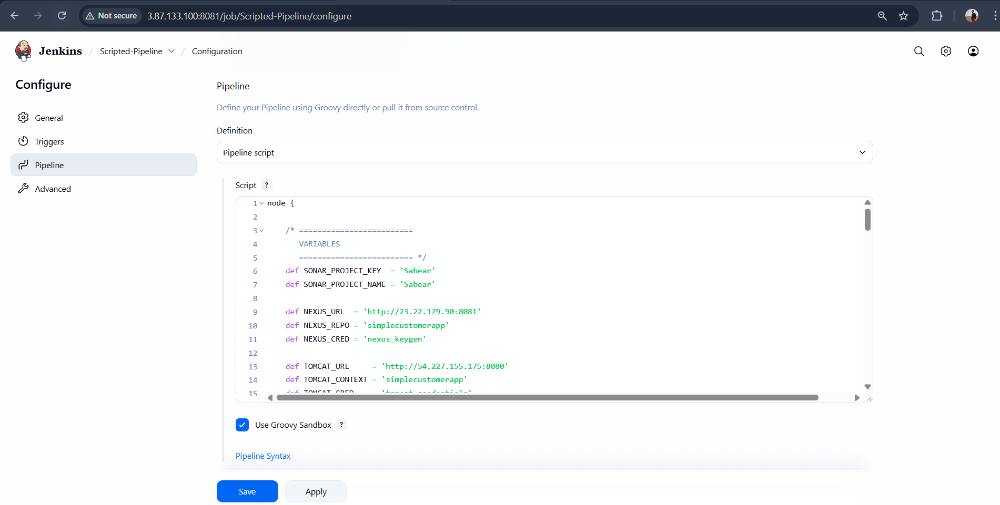 Not secure 3.87.133.100:8081/job/Scripted-Pipeline/configure
Jenkins / Scripted-Pipeline / Configuration
Configure
General
Triggers
Pipeline
Advanced
Pipeline
Define your Pipeline using Groovy directly or pull it from source control.
Definition
Pipeline script
Script ?
1 node {
2
3 /* =========================
4 VARIABLES
5 ========================= */
6 def SONAR_PROJECT_KEY = 'Sabear'
7 def SONAR_PROJECT_NAME = 'Sabear'
8
9 def NEXUS_URL = 'http://23.22.179.90:8081'
10 def NEXUS_REPO = 'simplecustomerapp'
11 def NEXUS_CRED = 'nexus_keygen'
12
13 def TOMCAT_URL = 'http://54.227.155.175:8080'
14 def TOMCAT_CONTEXT = 'simplecustomerapp'
15 def TOMCAT_CRED
Use Groovy Sandbox ?
Pipeline Syntax
Save
Apply